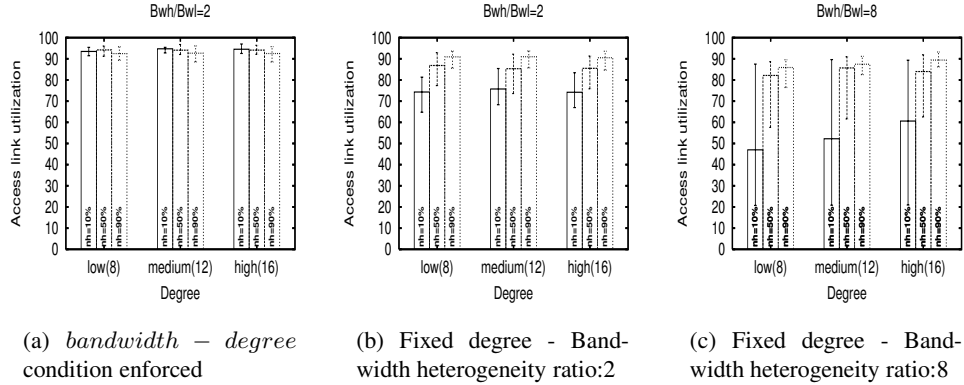 Bwh/Bwl=2
Access link utilization
100
90
80
70
60
50
40
30
20
10
0
nh=10%
nh=50%
nh=90%
nh=10%
nh=50%
nh=90%
nh=10%
nh=50%
nh=90%
low(8) medium(12) high(16)
Degree
(a) bandwidth − degree
condition enforced
Bwh/Bwl=2
Access link utilization
100
90
80
70
60
50
40
30
20
10
0
nh=10%
nh=50%
nh=90%
nh=10%
nh=50%
nh=90%
nh=10%
nh=50%
nh=90%
low(8) medium(12) high(16)
Degree
(b) Fixed degree - Band-
width heterogeneity ratio:2
Bwh/Bwl=8
Access link utilization
100
90
80
70
60
50
40
30
20
10
0
nh=10%
nh=50%
nh=90%
nh=10%
nh=50%
nh=90%
nh=10%
nh=50%
nh=90%
low(8) medium(12) high(16)
Degree
(c) Fixed degree - Band-
width heterogeneity ratio:8